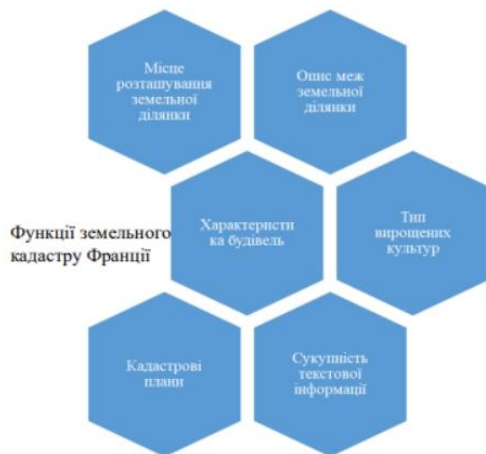 Місце
розташування
земельної
ділянки
Опис меж
земельної
ділянки
Функції земельного
кадастру Франції
Характеристи
ка будівель
Тип
вирощених
культур
Кадастрові
плани
Сукупність
текстової
інформації